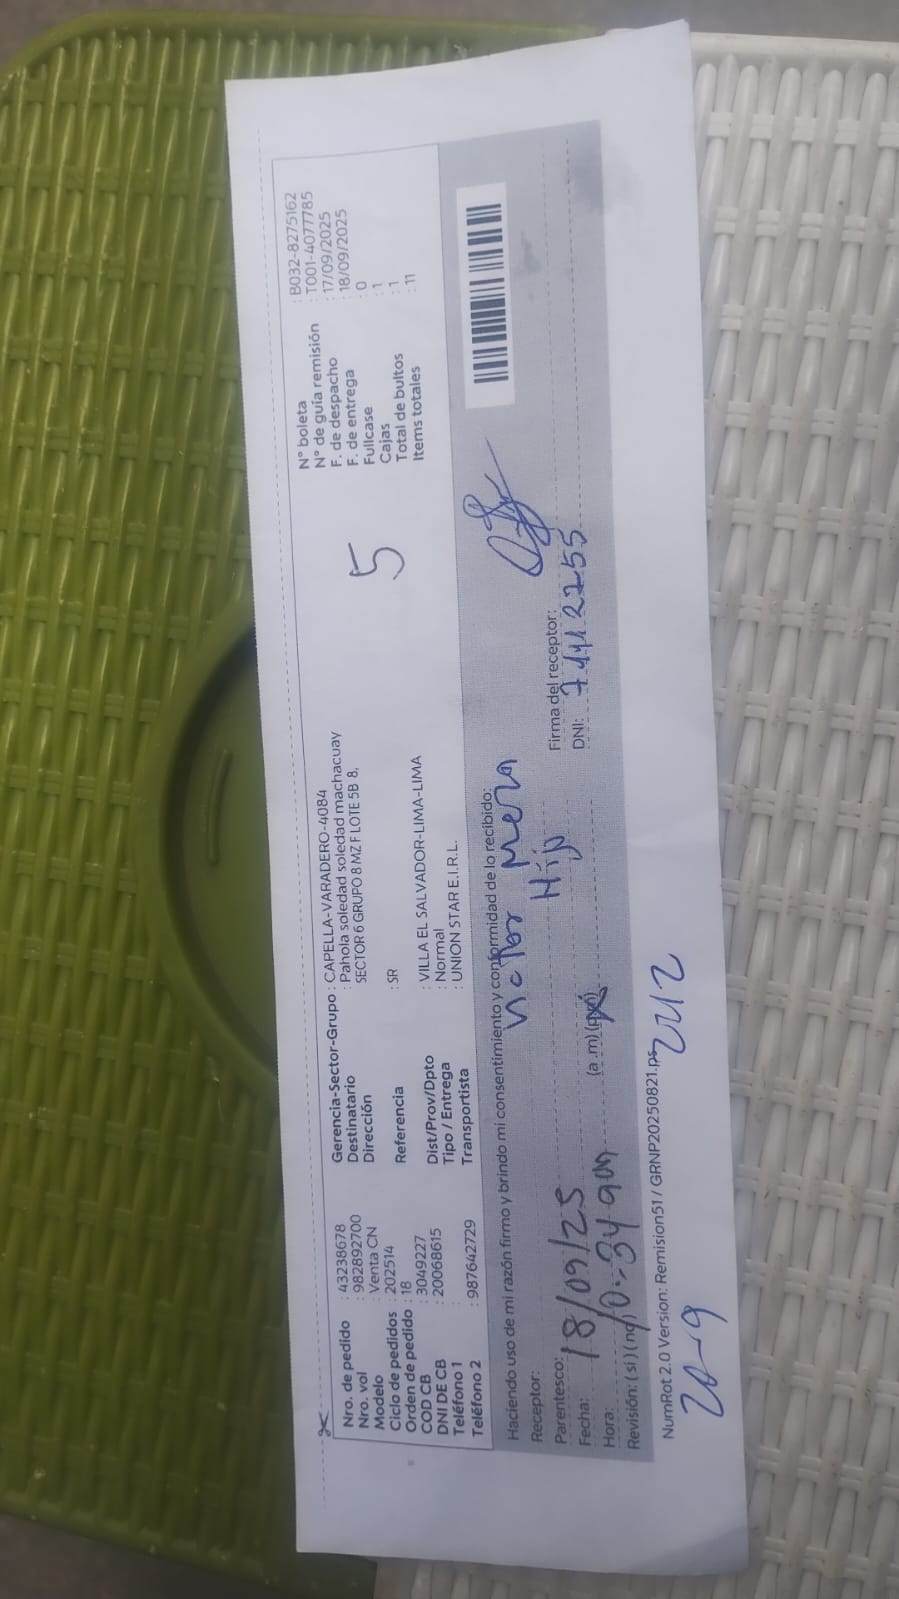 Nro. de pedido : 43238678
Nro. vol : 982892700
Modelo : Venta CN
Ciclo de pedidos : 202514
Orden de pedido : 18
COD CB : 3049227
DNI DE CB : 20068615
Teléfono 1 :
Teléfono 2 : 987642729
Gerencia-Sector-Grupo : CAPELLA-VARADERO-4084
Destinatario : Pahola soledad soledad machacuay
Dirección : SECTOR 6 GRUPO 8 MZ F LOTE 5B 8,
Referencia : SR
Dist/Prov/Dpto : VILLA EL SALVADOR-LIMA-LIMA
Tipo / Entrega : Normal
Transportista : UNION STAR E.I.R.L.
5
N° boleta : B032-8275162
N° de guía remisión : T001-4077785
F. de despacho : 17/09/2025
F. de entrega : 18/09/2025
Fullcase : 0
Cajas : 1
Total de bultos : 1
Items totales : 11
Haciendo uso de mi razón firmo y brindo mi consentimiento y conformidad de lo recibido:
Receptor: Victor Mera
Parentesco: Hijo
Firma del receptor:
Fecha: 18/09/25
DNI: 74412255
Hora: 10:34 am (a .m) (p.m)
Revisión: ( si ) ( no )
NumRot 2.0 Version: Remision51 / GRNP20250821.ps
20-9